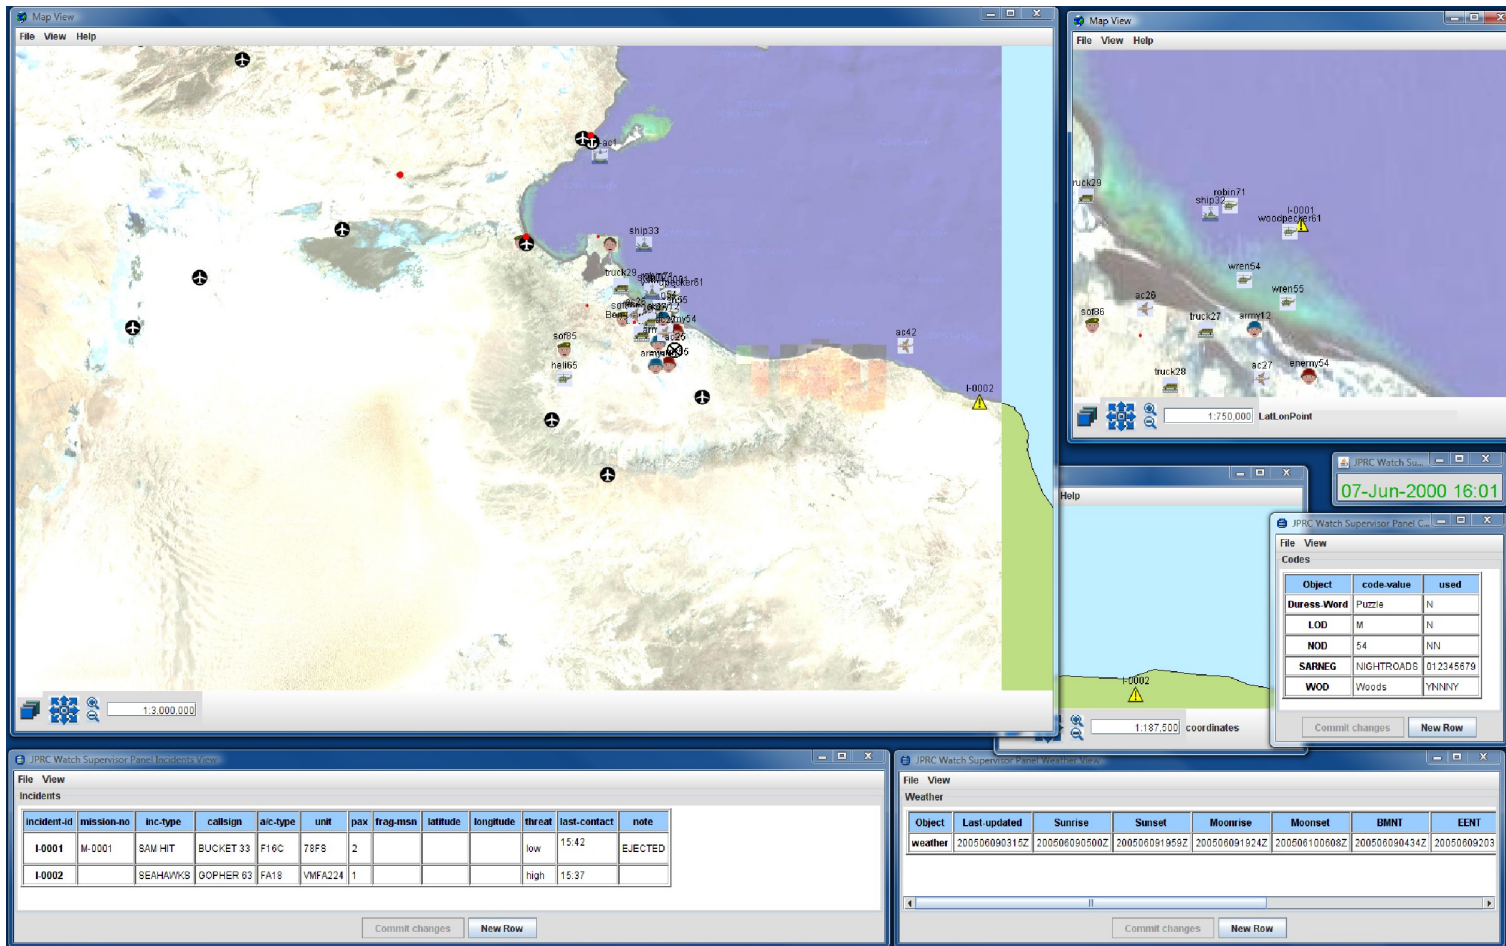 Map View
File View Help
ac1
ship33
truck29
ac42
sof85
heli65
I-0002
1:3,000,000
Map View
File View Help
truck29
robin71
ship32
I-0001
woodpecker61
wren54
wren55
ac26
sof86
truck27
army12
truck28
ac27
enemy54
1:750,000 LatLonPoint
Help
I-0002
1:187,500 coordinates
JPRC Watch Su...
07-Jun-2000 16:01
JPRC Watch Supervisor Panel C...
File View
Codes
Object code-value used
Duress-Word Puzzle N
LOD M N
NOD 54 NN
SARNEG NIGHTROADS 012345679
WOD Woods YNNNY
Commit changes New Row
JPRC Watch Supervisor Panel Incidents View
File View
Incidents
incident-id mission-no inc-type callsign a/c-type unit pax frag-msn latitude longitude threat last-contact note
I-0001 M-0001 SAM HIT BUCKET 33 F16C 78FS 2 low 15:42 EJECTED
I-0002 SEAHAWKS GOPHER 63 FA18 VMFA224 1 high 15:37
Commit changes New Row
JPRC Watch Supervisor Panel Weather View
File View
Weather
Object Last-updated Sunrise Sunset Moonrise Moonset BMNT EENT
weather 200506090315Z 200506090500Z 200506091959Z 200506091924Z 200506100608Z 200506090434Z 20050609203
Commit changes New Row